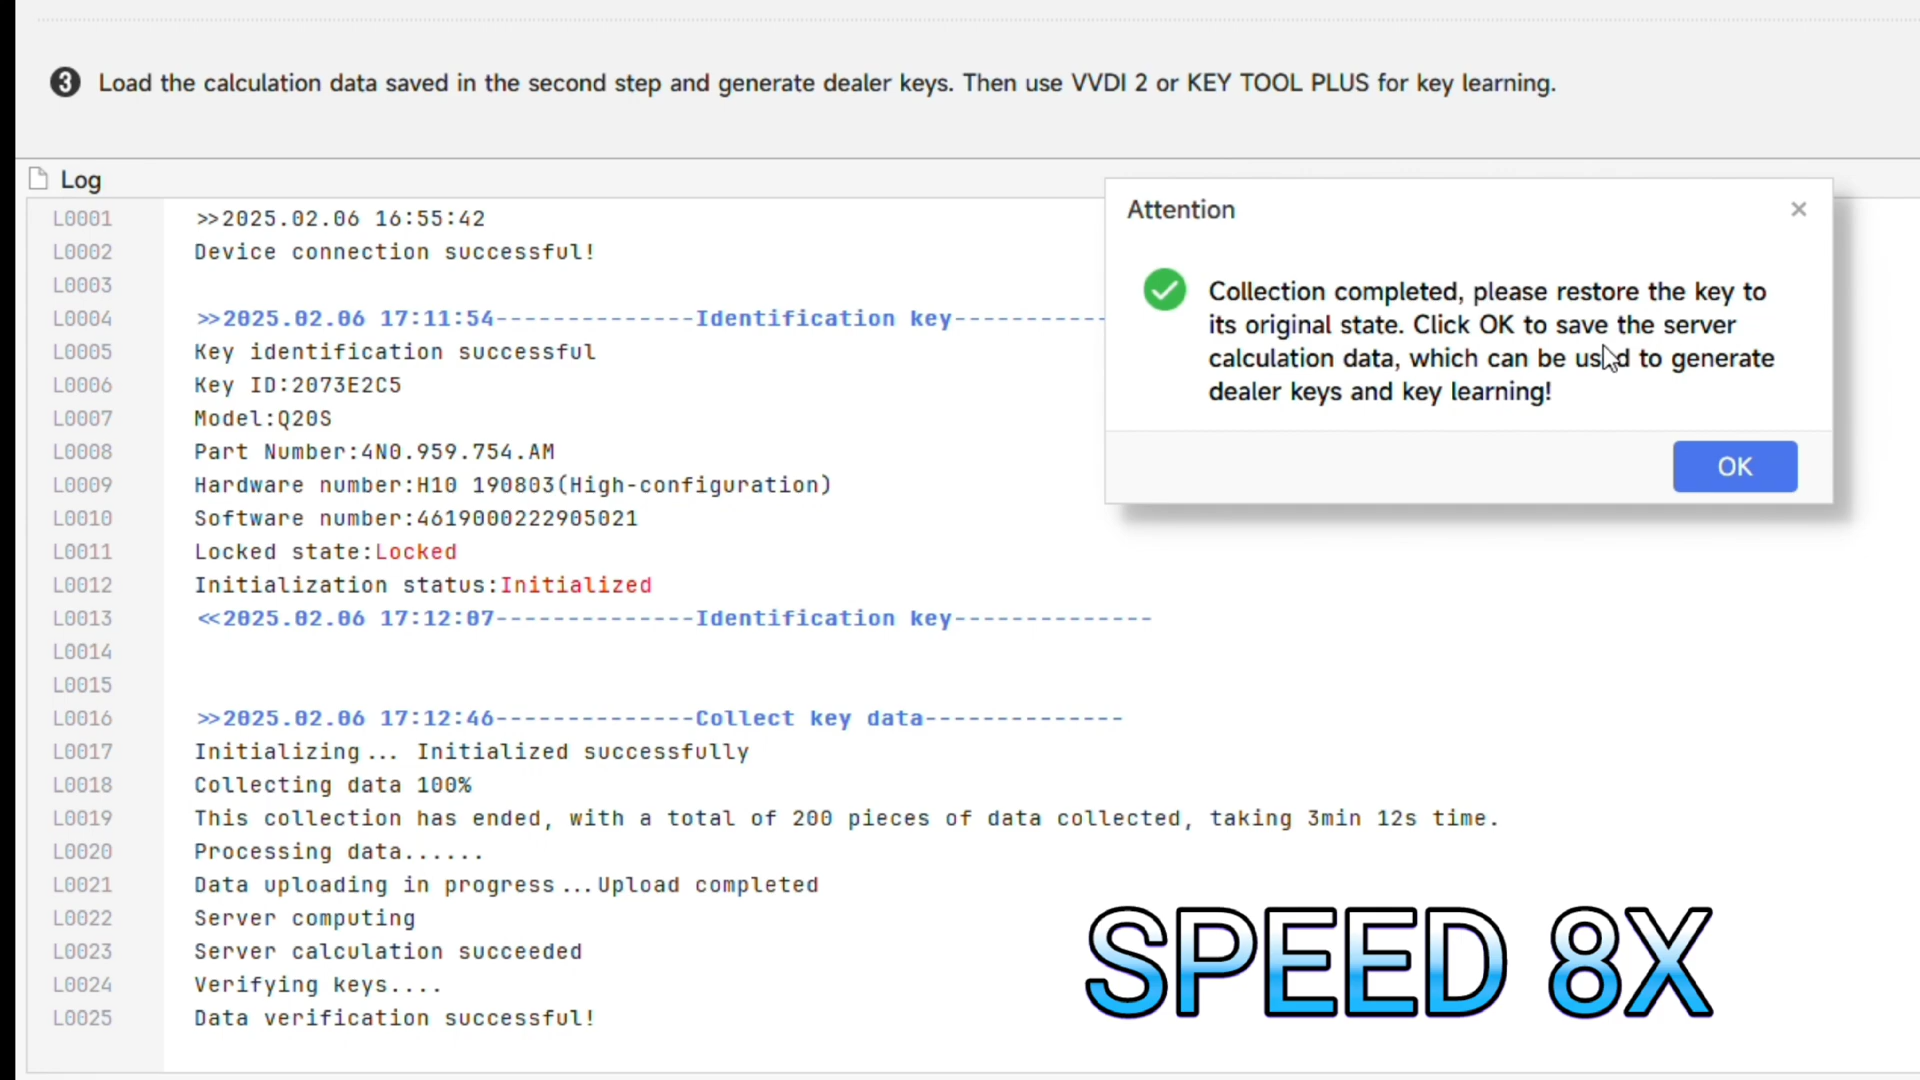 3 Load the calculation data saved in the second step and generate dealer keys. Then use VVDI 2 or KEY TOOL PLUS for key learning.
Log
L0001 >>2025.02.06 16:55:42
L0002 Device connection successful!
L0003
L0004 >>2025.02.06 17:11:54--------------Identification key-----------
L0005 Key identification successful
L0006 Key ID:2073E2C5
L0007 Model:Q20S
L0008 Part Number:4N0.959.754.AM
L0009 Hardware number:H10 190803(High-configuration)
L0010 Software number:4619000222905021
L0011 Locked state:Locked
L0012 Initialization status:Initialized
L0013 <<2025.02.06 17:12:07--------------Identification key--------------
L0014
L0015
L0016 >>2025.02.06 17:12:46--------------Collect key data--------------
L0017 Initializing... Initialized successfully
L0018 Collecting data 100%
L0019 This collection has ended, with a total of 200 pieces of data collected, taking 3min 12s time.
L0020 Processing data......
L0021 Data uploading in progress...Upload completed
L0022 Server computing
L0023 Server calculation succeeded
L0024 Verifying keys....
L0025 Data verification successful!
Attention
Collection completed, please restore the key to
its original state. Click OK to save the server
calculation data, which can be used to generate
dealer keys and key learning!
OK
SPEED 8X